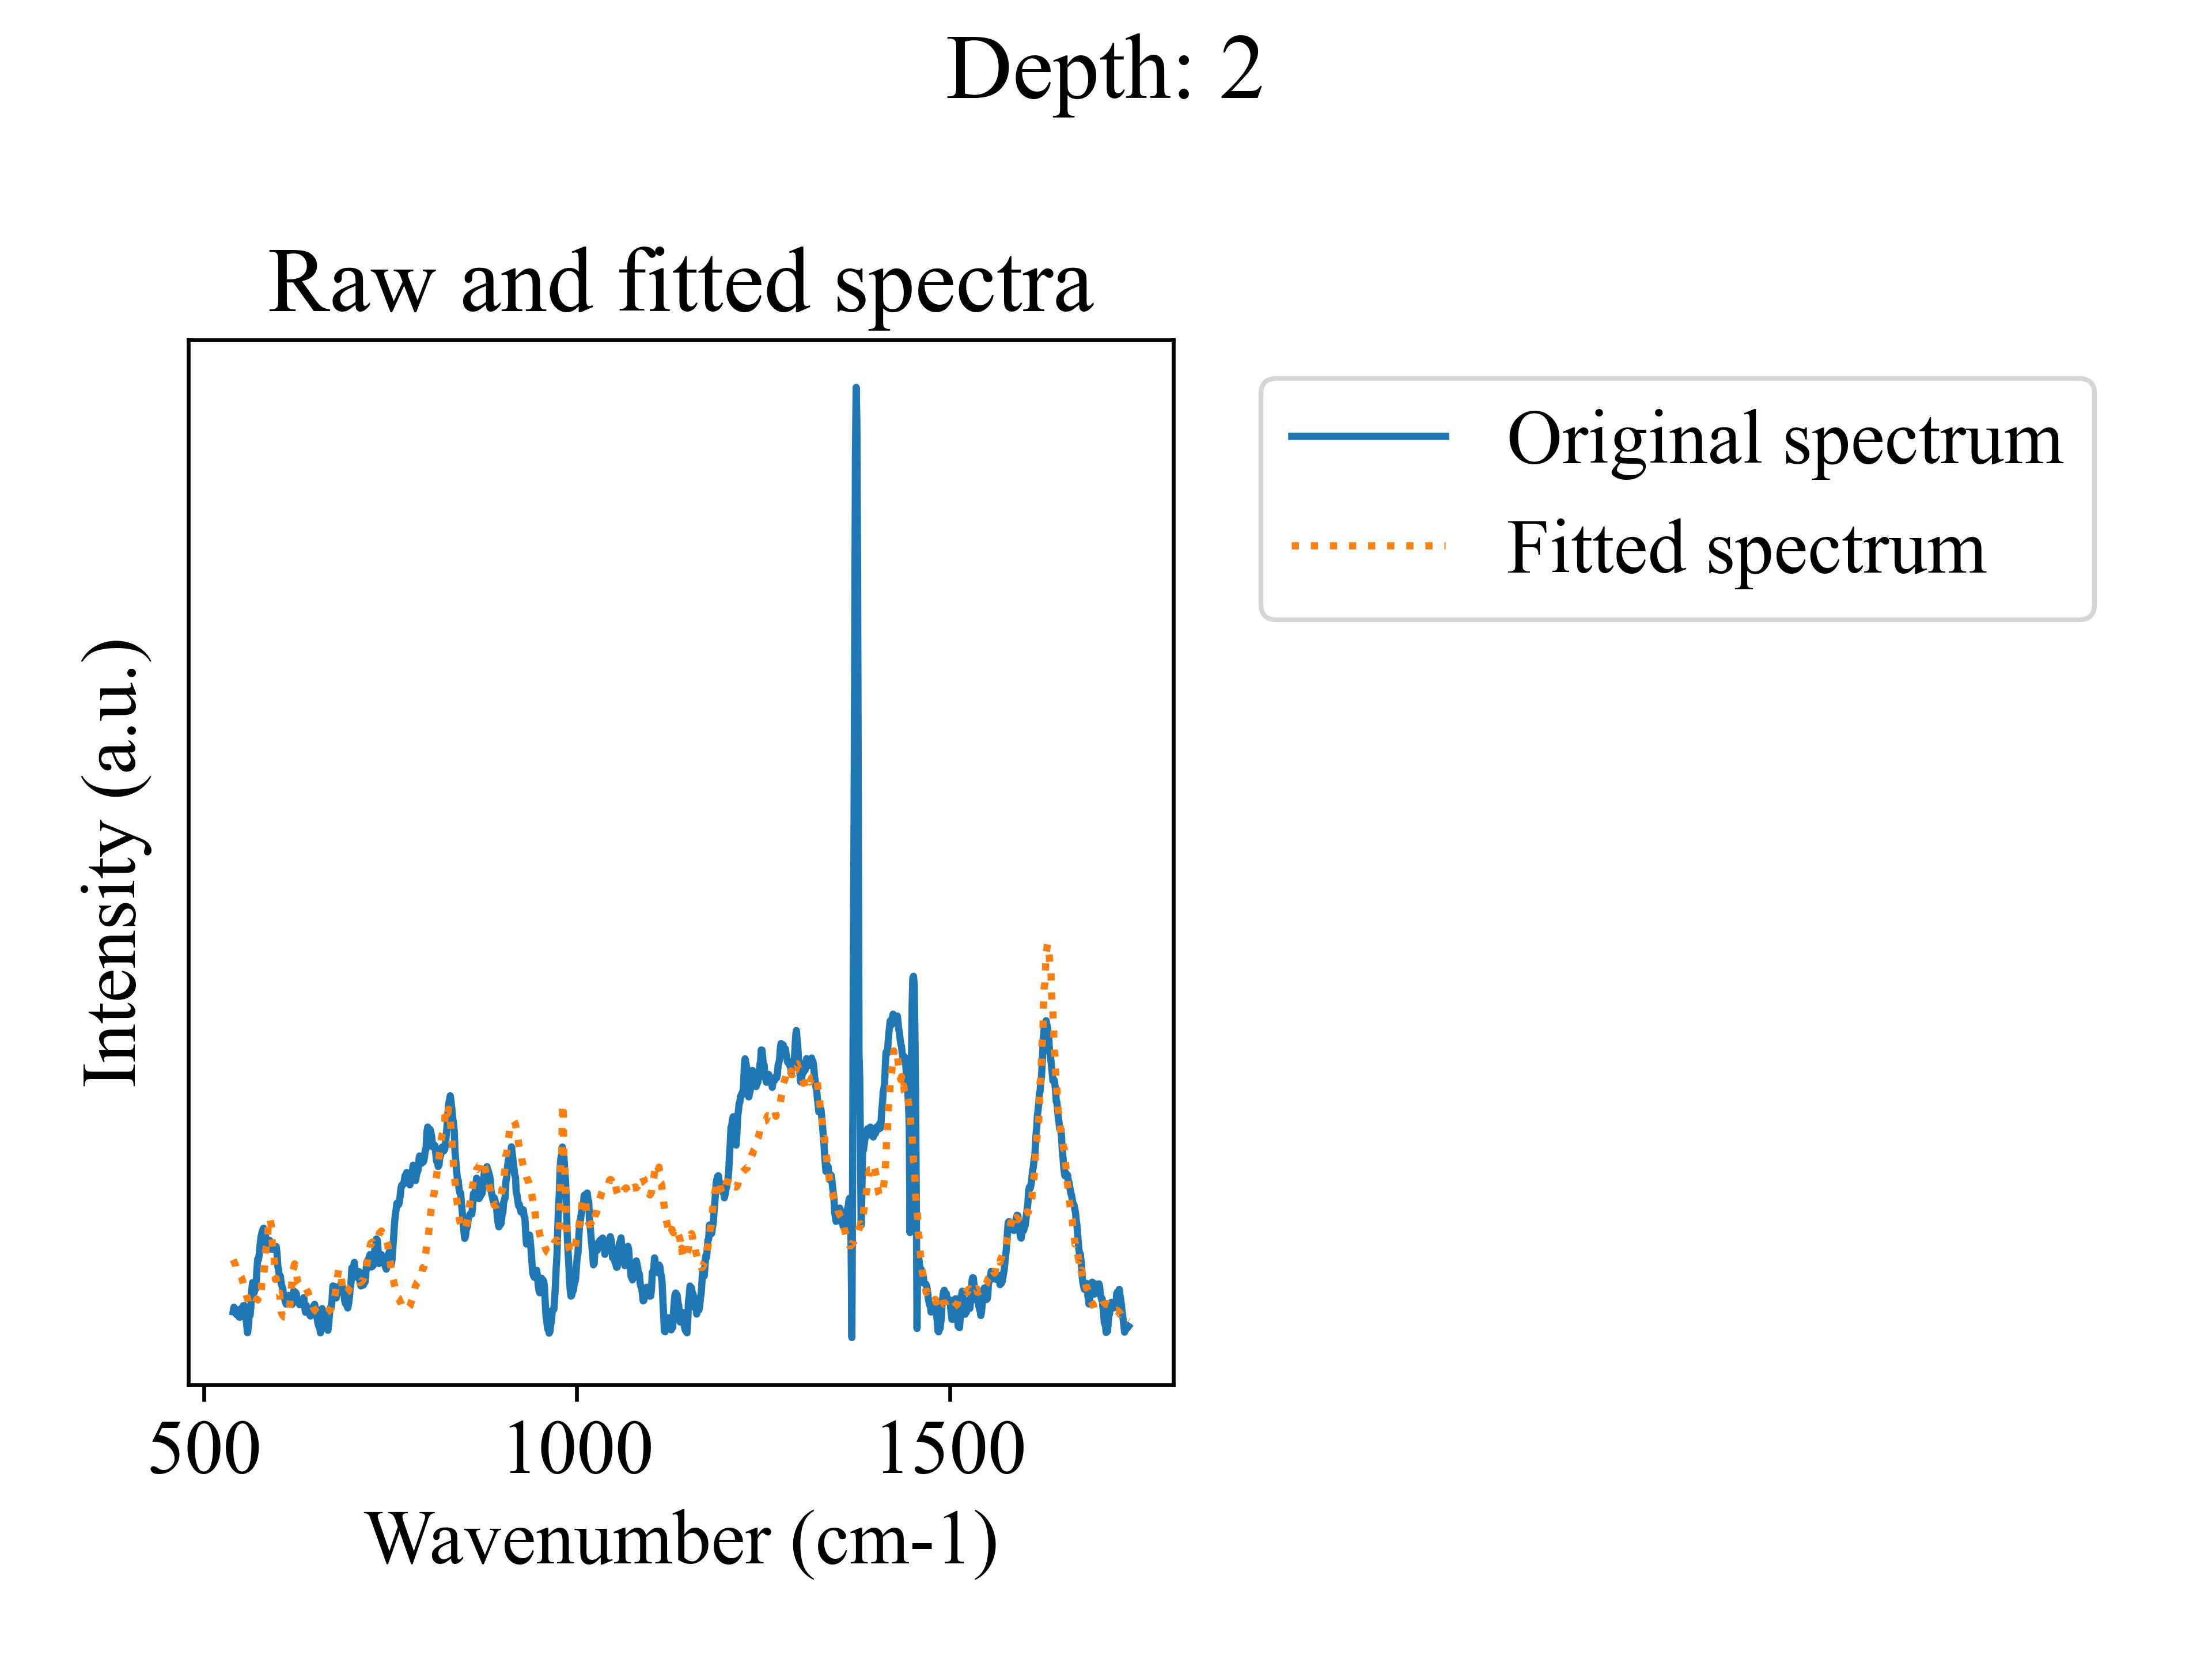 Depth: 2
Raw and fitted spectra
Original spectrum
Fitted spectrum
Intensity (a.u.)
500 1000 1500
Wavenumber (cm-1)